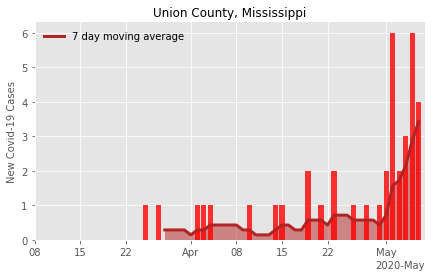 Union County, Mississippi
7 day moving average
New Covid-19 Cases
6
5
4
3
2
1
0
08 15 22 Apr 08 15 22 May
2020-May